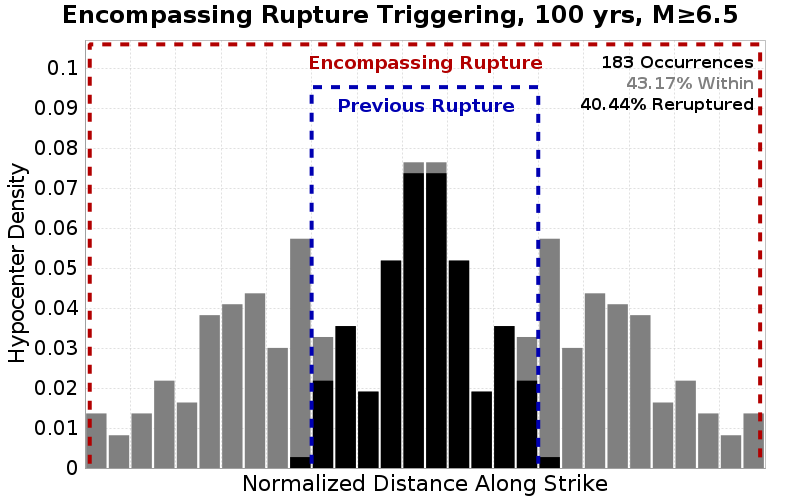 Encompassing Rupture Triggering, 100 yrs, M≥6.5
Encompassing Rupture
183 Occurrences
43.17% Within
Previous Rupture
40.44% Reruptured
Hypocenter Density
0.1
0.09
0.08
0.07
0.06
0.05
0.04
0.03
0.02
0.01
0
Normalized Distance Along Strike